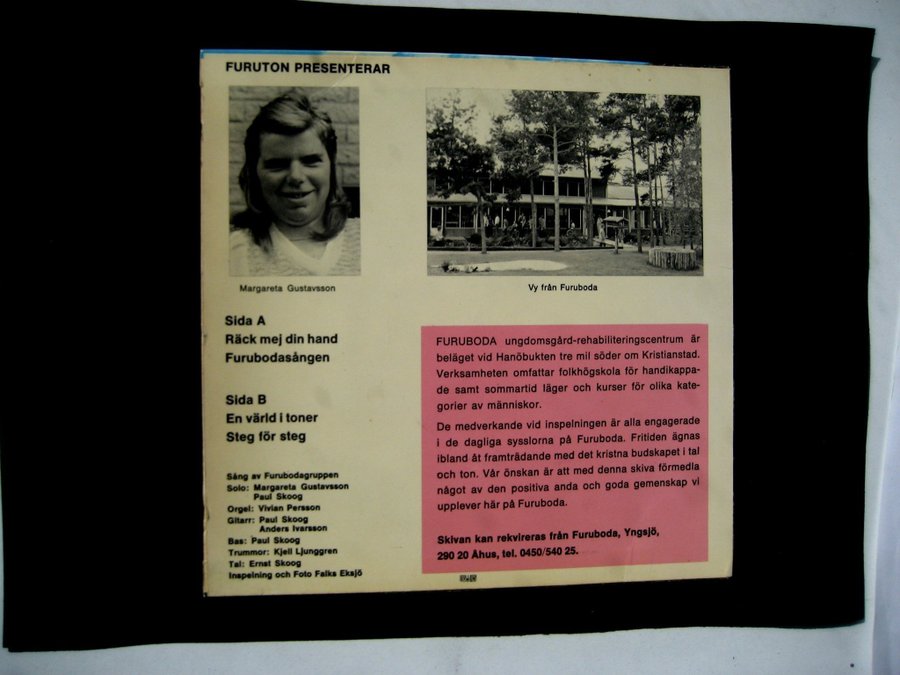 FURUTON PRESENTERAR
Margareta Gustavsson
Vy från Furuboda
Sida A
Räck mej din hand
Furubodasången
Sida B
En värld i toner
Steg för steg
Sång av Furubodagruppen
Solo: Margareta Gustavsson
Paul Skoog
Orgel: Vivian Persson
Gitarr: Paul Skoog
Anders Ivarsson
Bas: Paul Skoog
Trummor: Kjell Ljunggren
Tal: Ernst Skoog
Inspelning och Foto Falks Eksjö
FURUBODA ungdomsgård-rehabiliteringscentrum är
beläget vid Hanöbukten tre mil söder om Kristianstad.
Verksamheten omfattar folkhögskola för handikappa-
de samt sommartid läger och kurser för olika kate-
gorier av människor.
De medverkande vid inspelningen är alla engagerade
i de dagliga sysslorna på Furuboda. Fritiden ägnas
ibland åt framträdande med det kristna budskapet i tal
och ton. Vår önskan är att med denna skiva förmedla
något av den positiva anda och goda gemenskap vi
upplever här på Furuboda.
Skivan kan rekvireras från Furuboda, Yngsjö,
290 20 Åhus, tel. 0450/540 25.